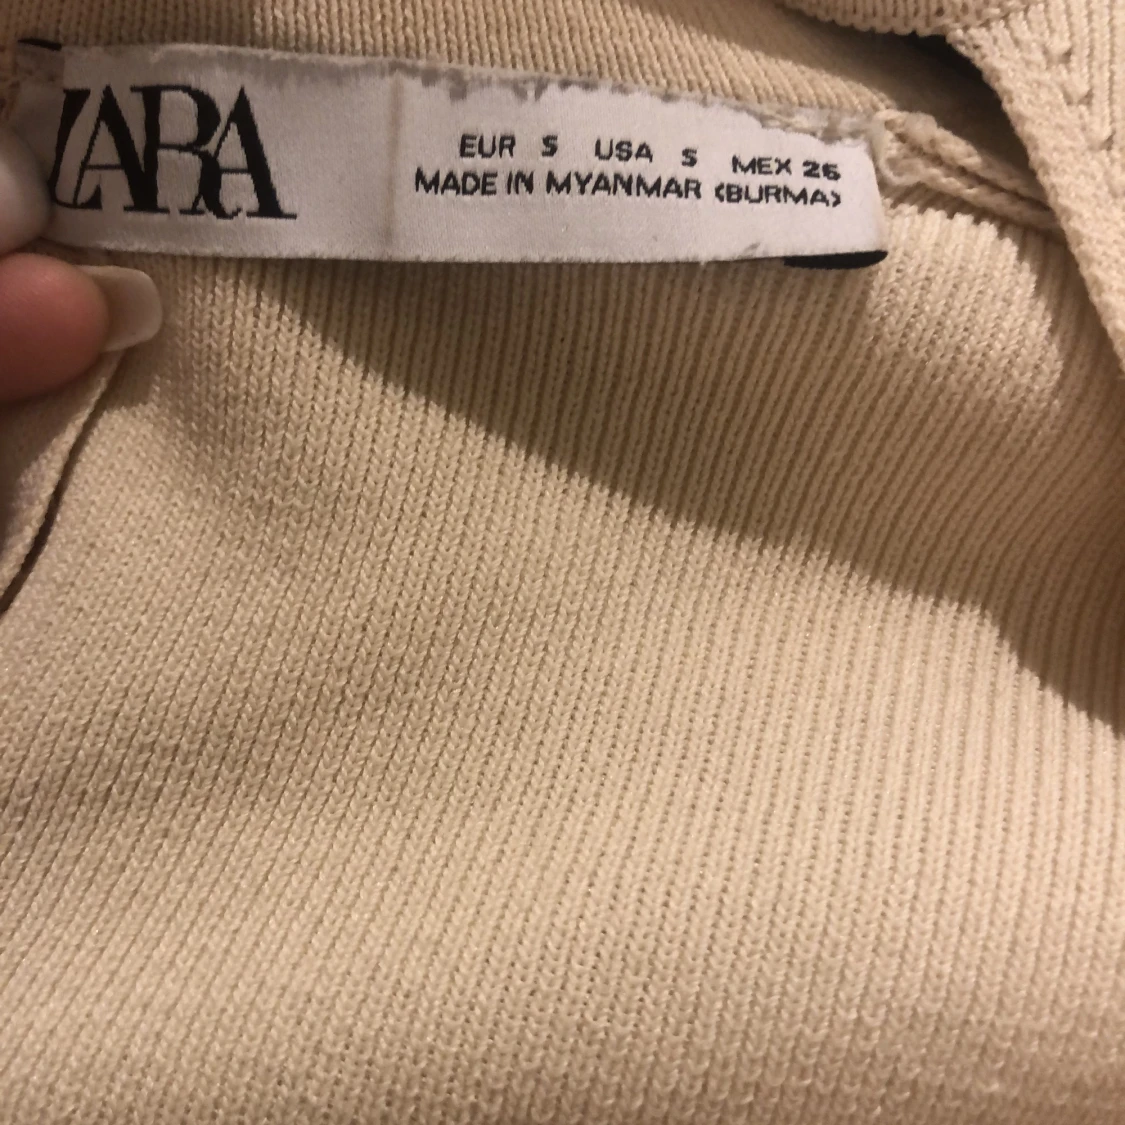 ZARA
EUR S USA S MEX 26
MADE IN MYANMAR (BURMA)